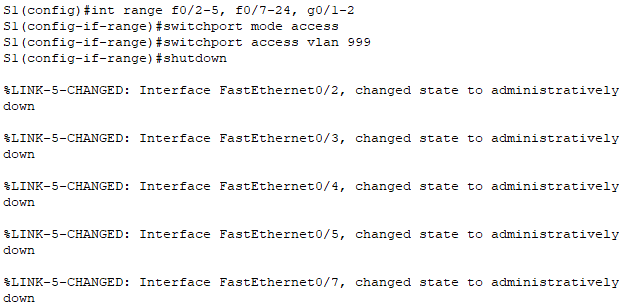 S1(config)#int range f0/2-5, f0/7-24, g0/1-2
S1(config-if-range)#switchport mode access
S1(config-if-range)#switchport access vlan 999
S1(config-if-range)#shutdown
%LINK-5-CHANGED: Interface FastEthernet0/2, changed state to administratively
down
%LINK-5-CHANGED: Interface FastEthernet0/3, changed state to administratively
down
%LINK-5-CHANGED: Interface FastEthernet0/4, changed state to administratively
down
%LINK-5-CHANGED: Interface FastEthernet0/5, changed state to administratively
down
%LINK-5-CHANGED: Interface FastEthernet0/7, changed state to administratively
down